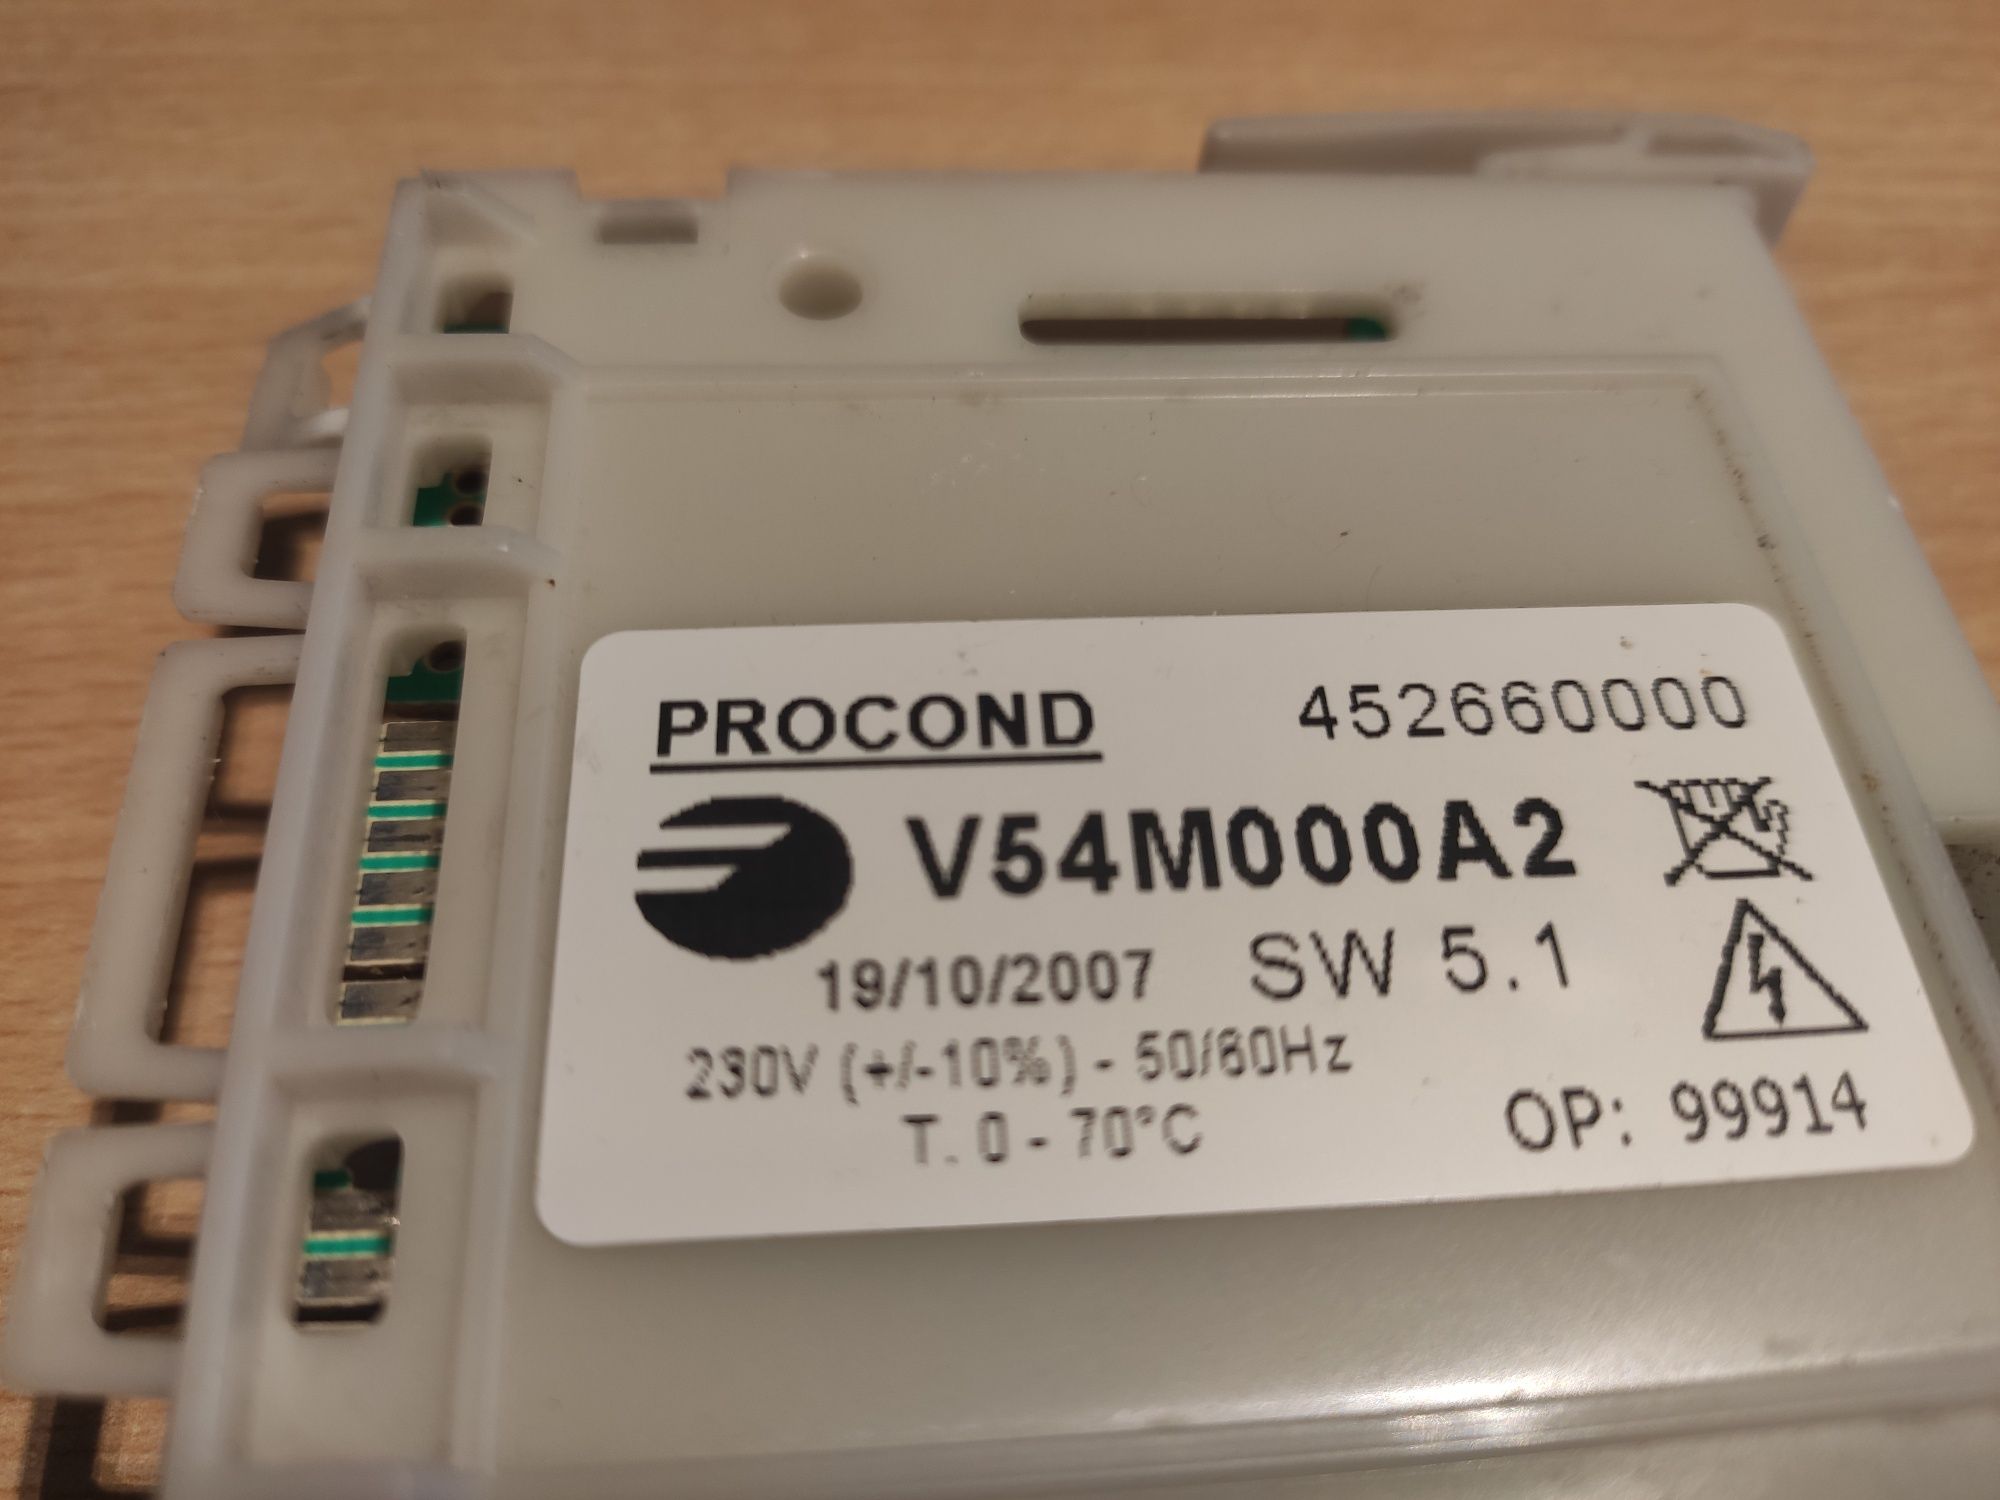 PROCOND 452660000
V54M000A2
19/10/2007 SW 5.1
230V (+/-10%) - 50/60Hz
T. 0 - 70°C
OP: 99914